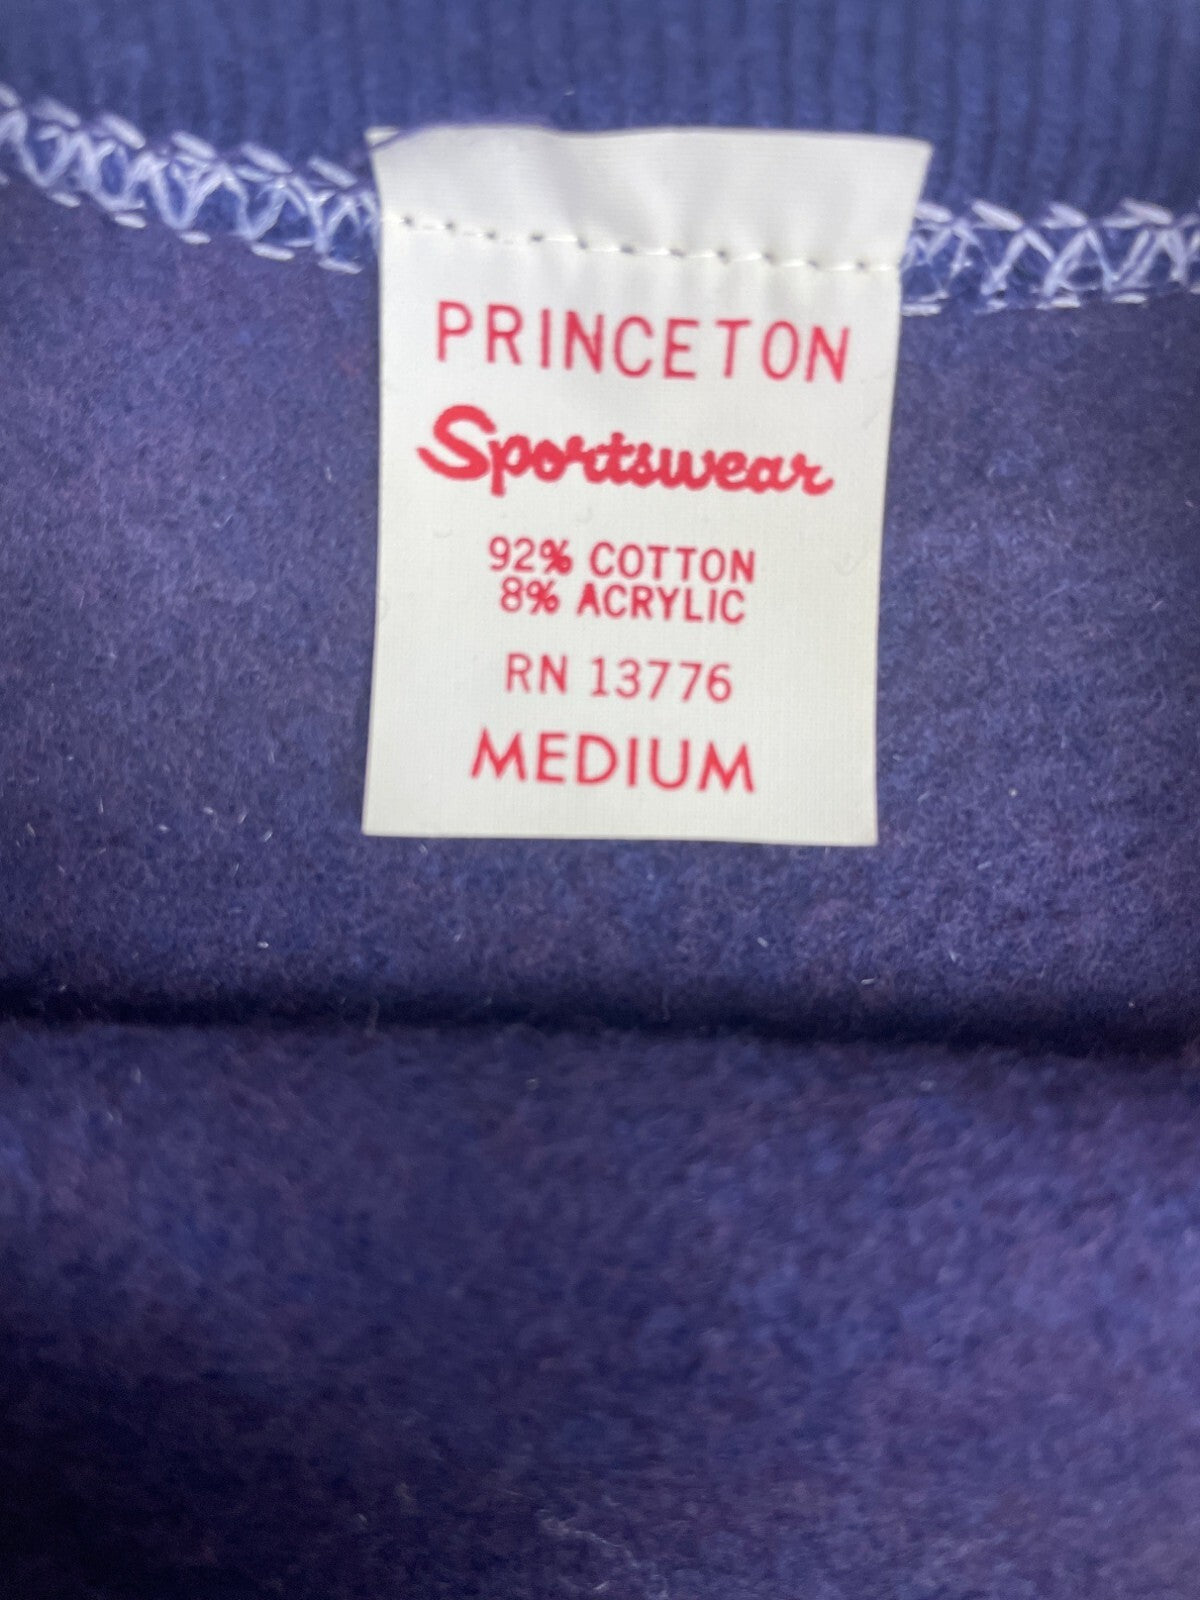 PRINCETON
Sportswear
92% COTTON
8% ACRYLIC
RN 13776
MEDIUM